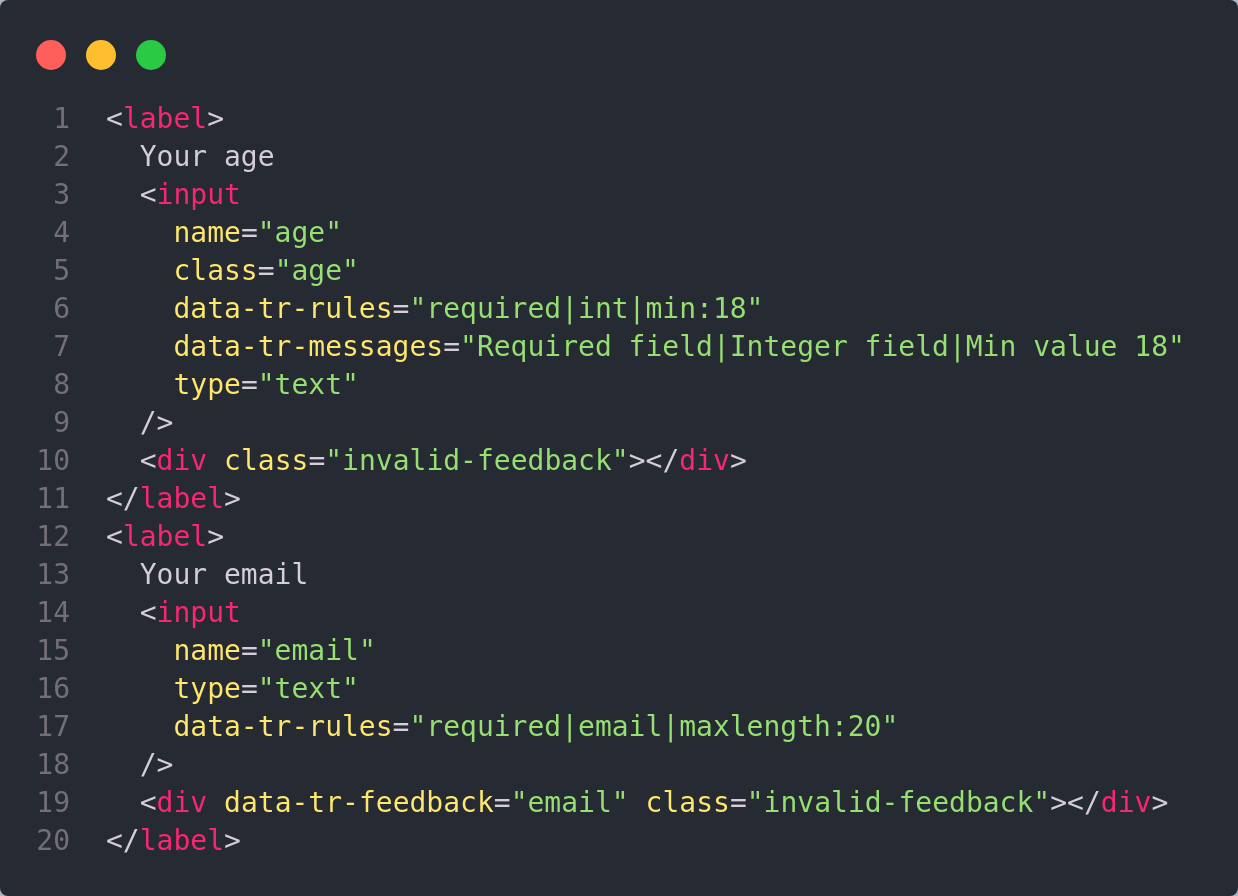 1 <label>
2   Your age
3   <input
4     name="age"
5     class="age"
6     data-tr-rules="required|int|min:18"
7     data-tr-messages="Required field|Integer field|Min value 18"
8     type="text"
9   />
10   <div class="invalid-feedback"></div>
11 </label>
12 <label>
13   Your email
14   <input
15     name="email"
16     type="text"
17     data-tr-rules="required|email|maxlength:20"
18   />
19   <div data-tr-feedback="email" class="invalid-feedback"></div>
20 </label>